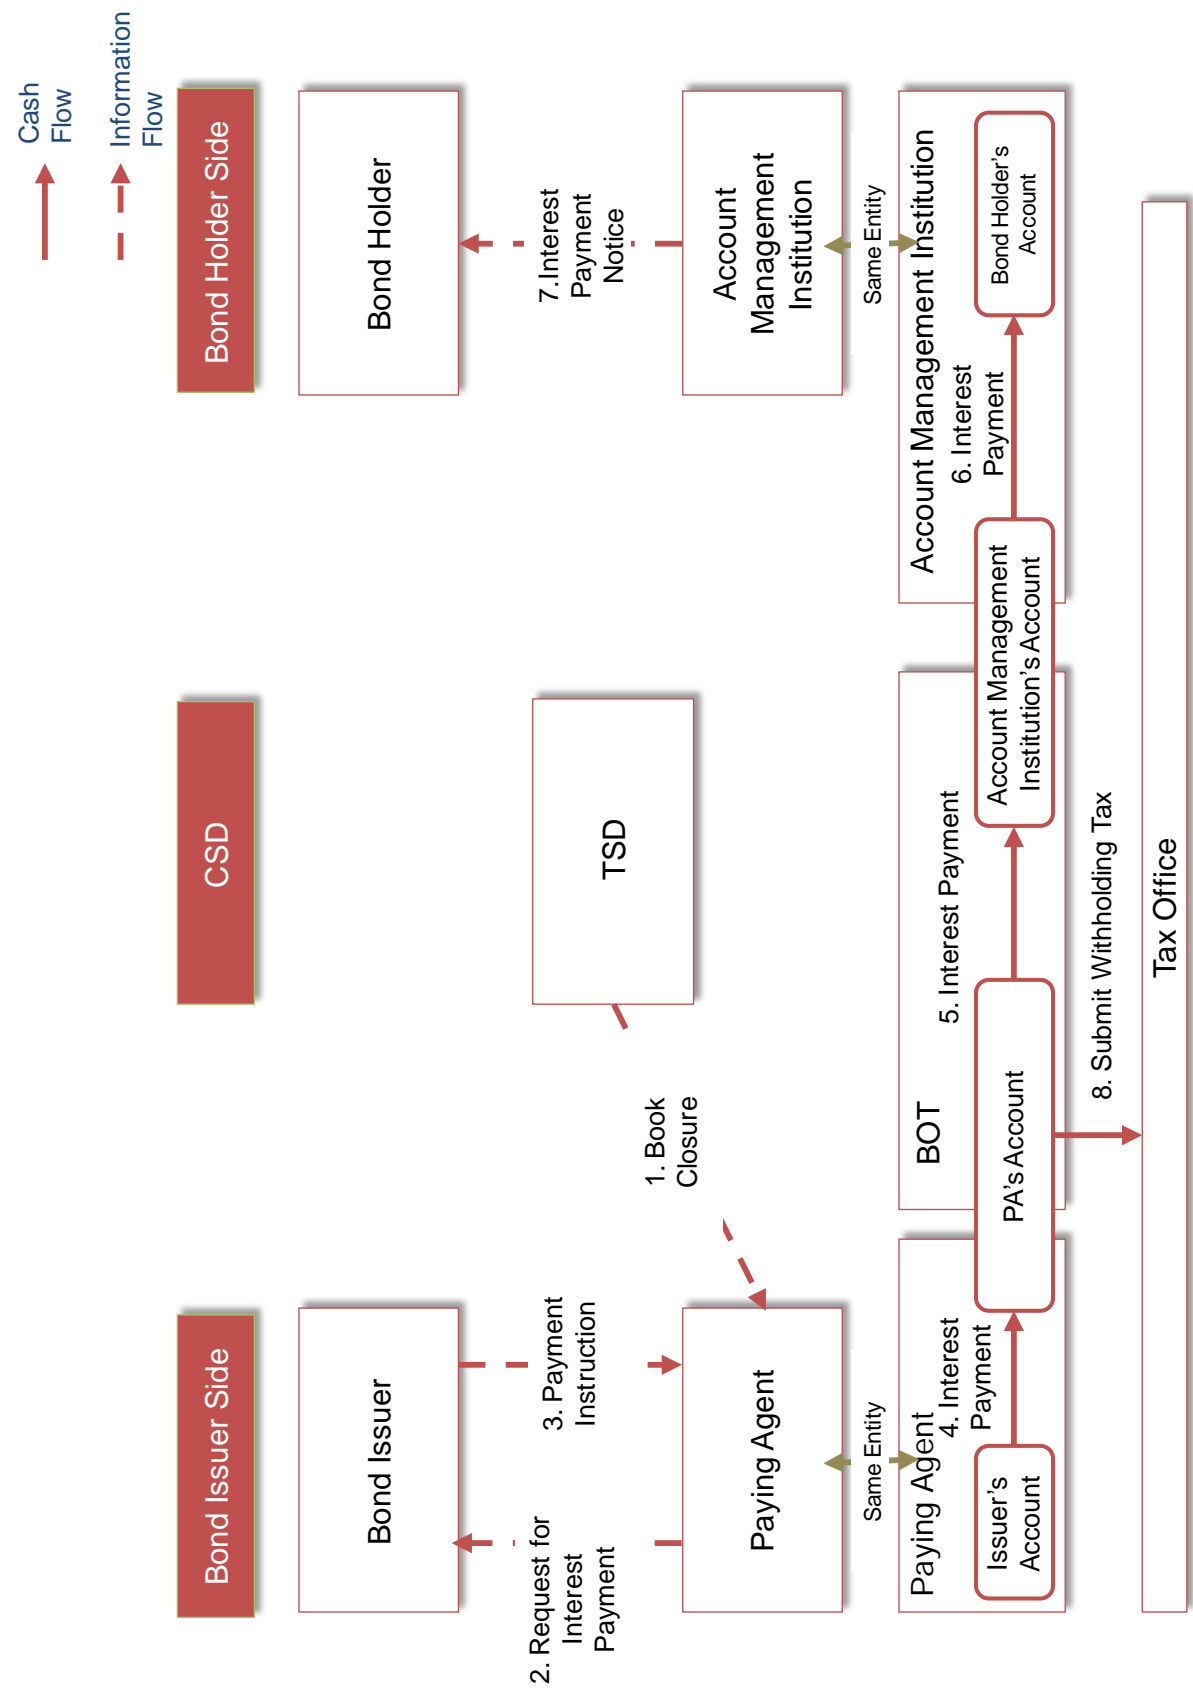 Cash
Flow
Information
Flow
Bond Issuer Side
CSD
Bond Holder Side
Bond Issuer
Bond Holder
2. Request for
Interest
Payment
3. Payment
Instruction
TSD
7.Interest
Payment
Notice
1. Book
Closure
Paying Agent
Account
Management
Institution
Same Entity
Same Entity
Paying Agent
BOT
Account Management Institution
4. Interest
Payment
5. Interest Payment
6. Interest
Payment
Issuer's
Account
PA's Account
Account Management
Institution's Account
Bond Holder's
Account
8. Submit Withholding Tax
Tax Office